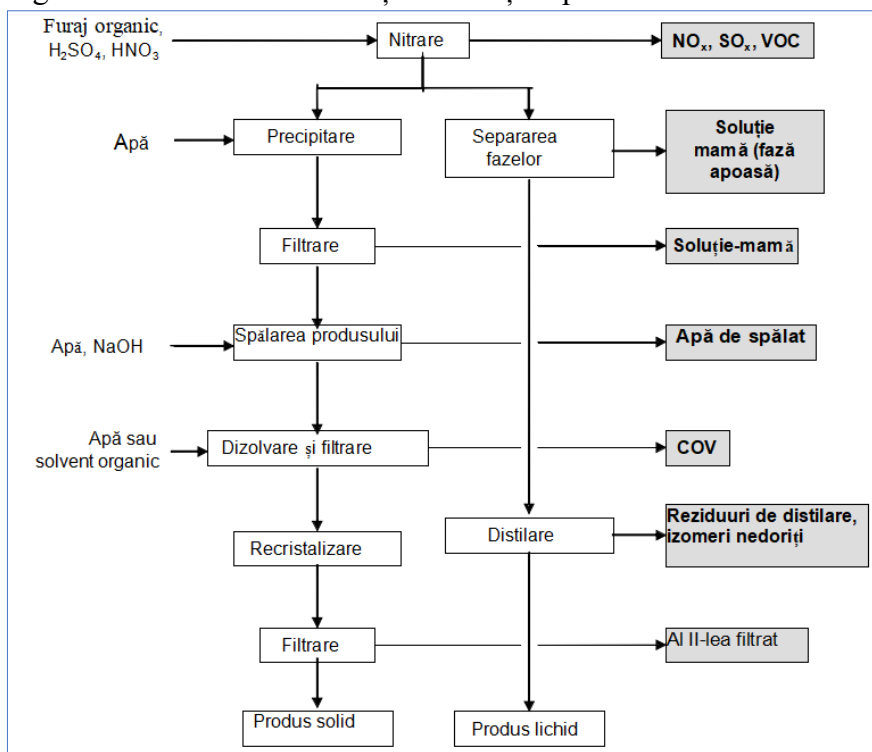 Furaj organic,
H₂SO₄, HNO₃
Nitrare
NOₓ, SOₓ, VOC
Apă
Precipitare
Separarea
fazelor
Soluție
mamă (fază
apoasă)
Filtrare
Soluție-mamă
Apă, NaOH
Spălarea produsului
Apă de spălat
Apă sau
solvent organic
Dizolvare și filtrare
COV
Recristalizare
Distilare
Reziduuri de distilare,
izomeri nedoriți
Filtrare
Al II-lea filtrat
Produs solid
Produs lichid